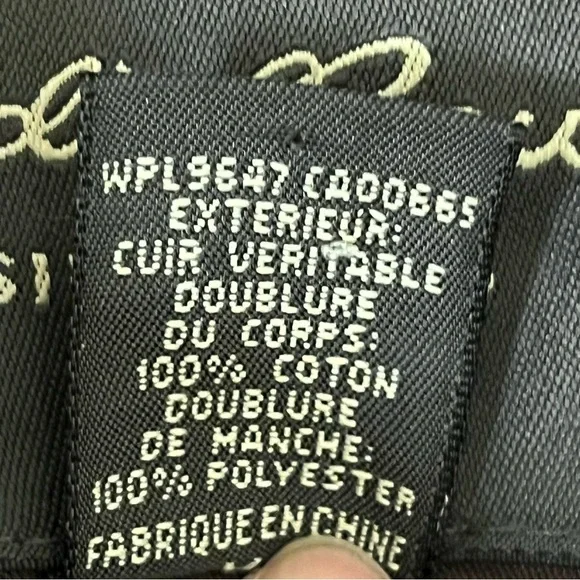 WPL9647 CA00665
EXTERIEUR:
CUIR VERITABLE
DOUBLURE
DU CORPS:
100% COTON
DOUBLURE
DE MANCHE:
100% POLYESTER
FABRIQUE EN CHINE